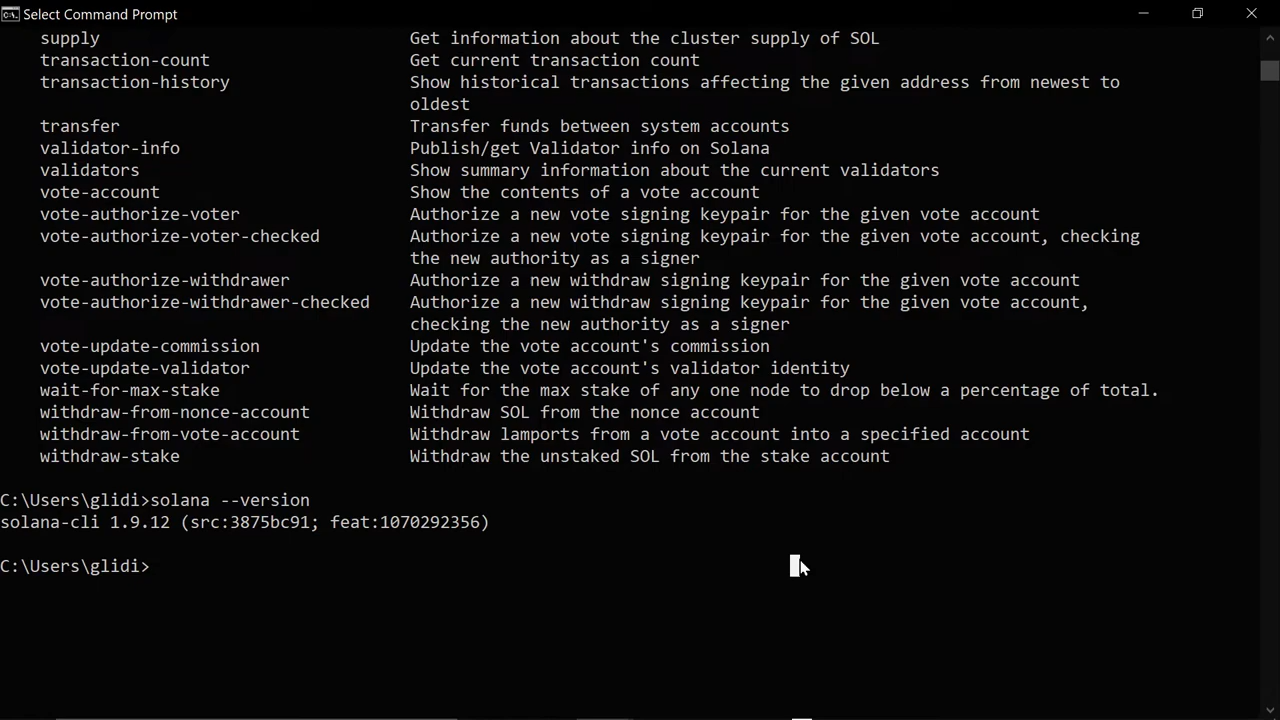 Select Command Prompt
supply Get information about the cluster supply of SOL
transaction-count Get current transaction count
transaction-history Show historical transactions affecting the given address from newest to
oldest
transfer Transfer funds between system accounts
validator-info Publish/get Validator info on Solana
validators Show summary information about the current validators
vote-account Show the contents of a vote account
vote-authorize-voter Authorize a new vote signing keypair for the given vote account
vote-authorize-voter-checked Authorize a new vote signing keypair for the given vote account, checking
the new authority as a signer
vote-authorize-withdrawer Authorize a new withdraw signing keypair for the given vote account
vote-authorize-withdrawer-checked Authorize a new withdraw signing keypair for the given vote account,
checking the new authority as a signer
vote-update-commission Update the vote account's commission
vote-update-validator Update the vote account's validator identity
wait-for-max-stake Wait for the max stake of any one node to drop below a percentage of total.
withdraw-from-nonce-account Withdraw SOL from the nonce account
withdraw-from-vote-account Withdraw lamports from a vote account into a specified account
withdraw-stake Withdraw the unstaked SOL from the stake account
C:\Users\glidi>solana --version
solana-cli 1.9.12 (src:3875bc91; feat:1070292356)
C:\Users\glidi>